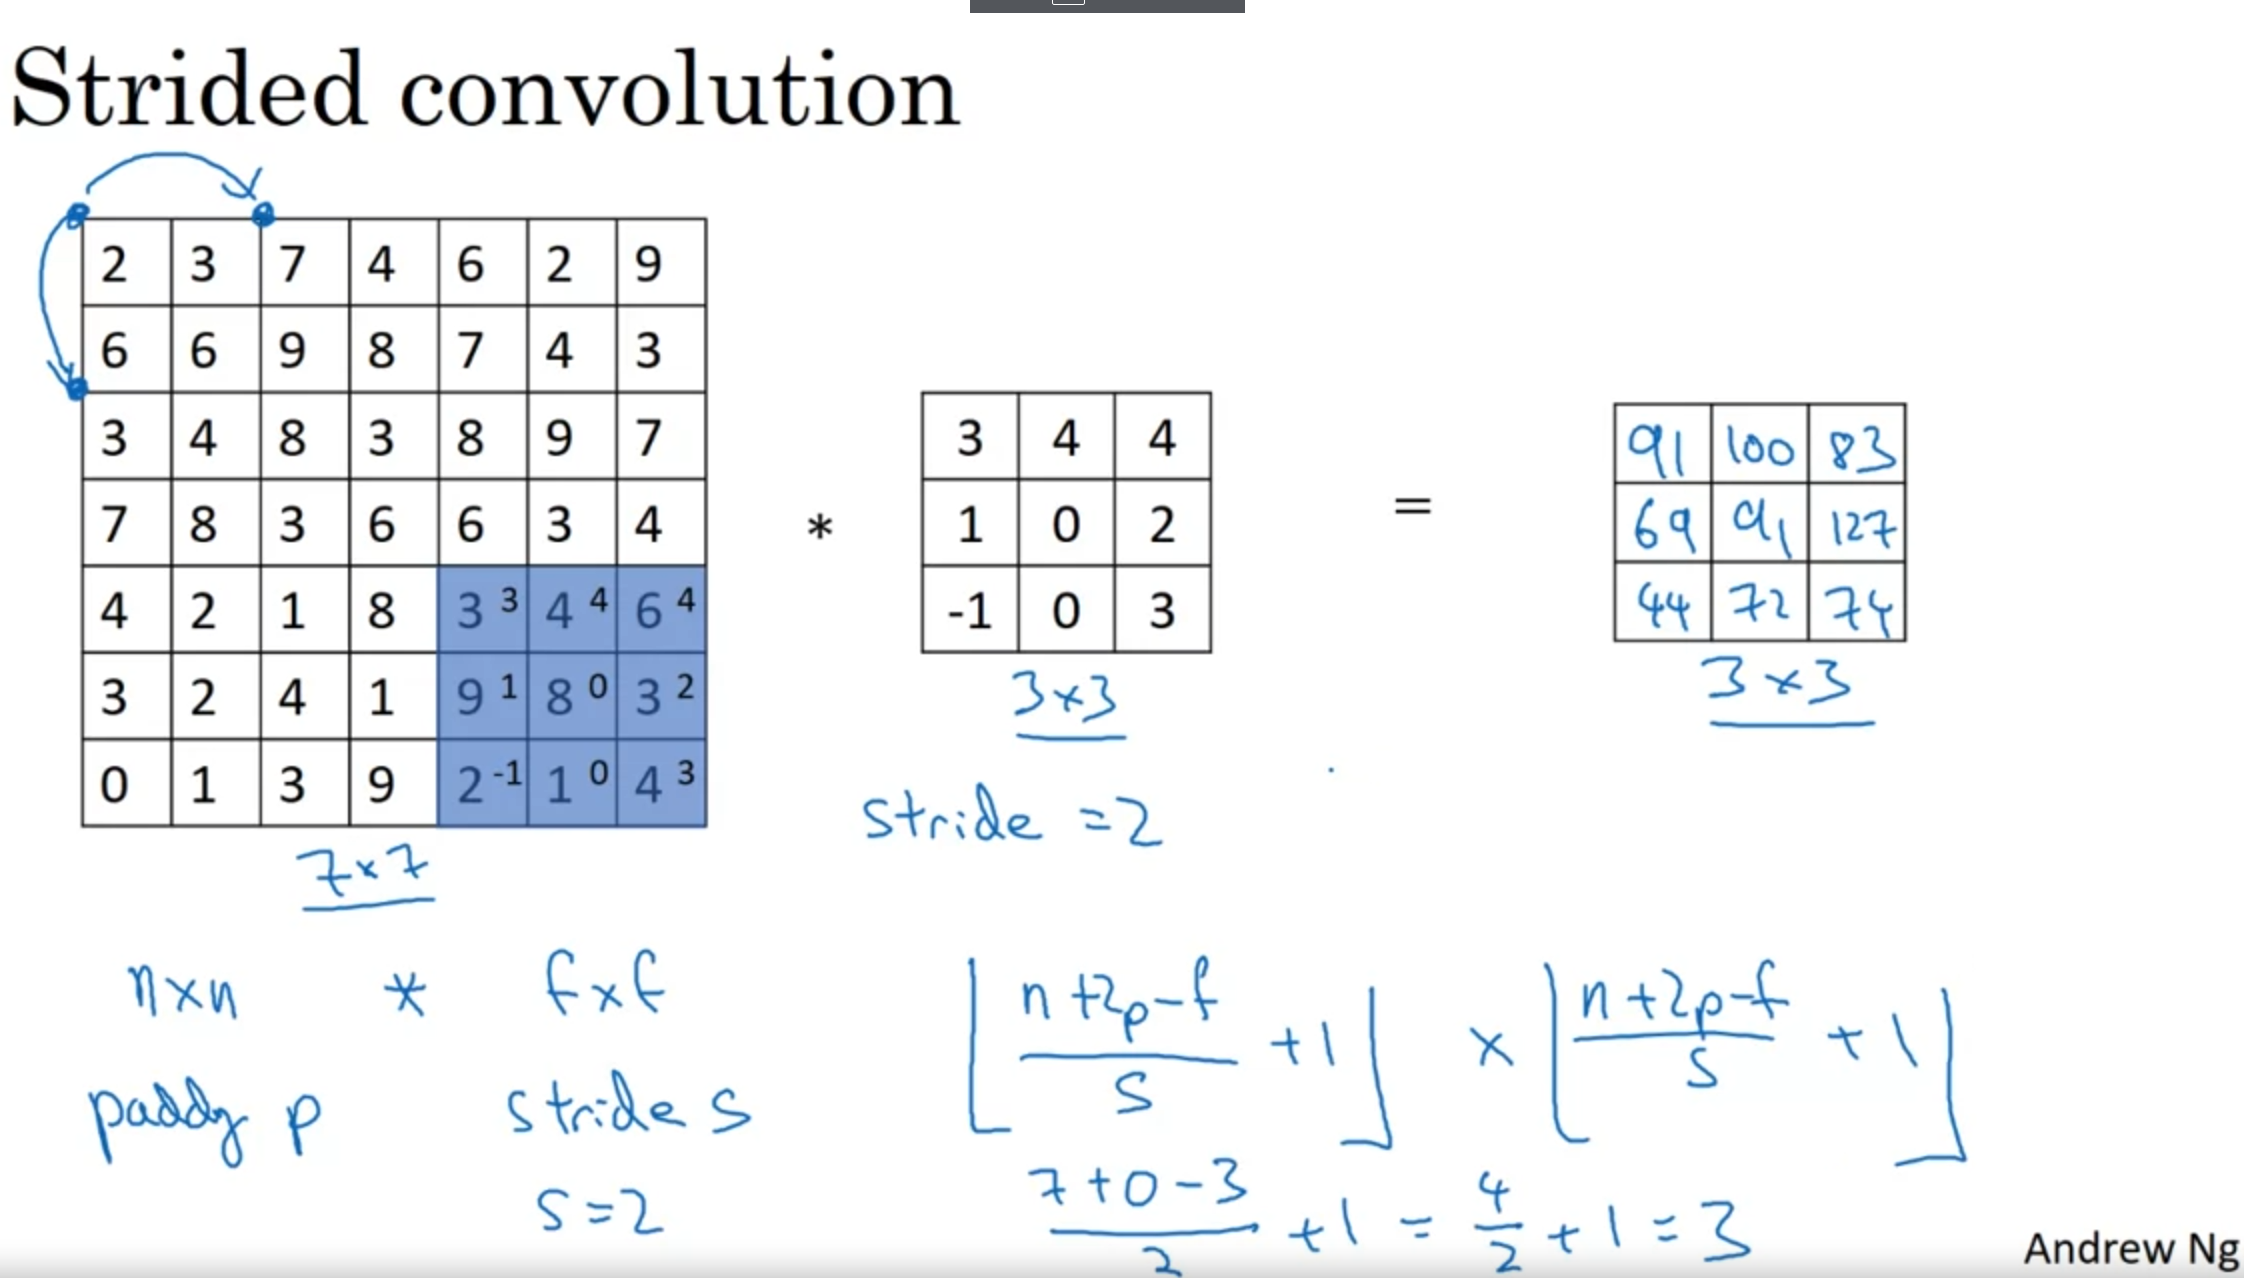 Strided convolution
2 3 7 4 6 2 9
6 6 9 8 7 4 3
3 4 8 3 8 9 7
7 8 3 6 6 3 4
4 2 1 8 3 3 4 4 6 4
3 2 4 1 9 1 8 0 3 2
0 1 3 9 2 -1 1 0 4 3
7×7
*
3 4 4
1 0 2
-1 0 3
3×3
stride = 2
=
91 100 83
69 91 127
44 72 74
3×3
n×n * f×f
padding p stride s
s=2
⌊(n+2p-f)/s + 1⌋ × ⌊(n+2p-f)/s + 1⌋
(7+0-3)/2 + 1 = 4/2 + 1 = 3
Andrew Ng